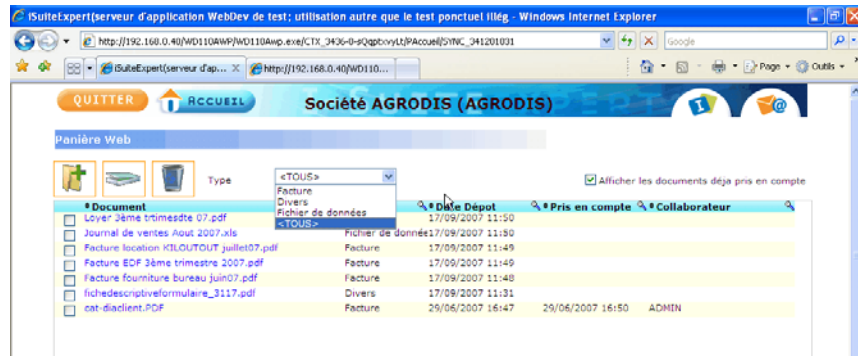 iSuiteExpert(serveur d'application WebDev de test; utilisation autre que le test ponctuel illég - Windows Internet Explorer
http://192.168.0.40/WD110AWP/WD110Awp.exe/CTX_3436-0-sQqptxvyLt/PAccueil/SYNC_341201031
Google
iSuiteExpert(serveur d'ap...
http://192.168.0.40/WD110...
Page
Outils
QUITTER
ACCUEIL
Société AGRODIS (AGRODIS)
Panière Web
Type
<TOUS>
Afficher les documents déja pris en compte
Facture
Divers
Fichier de données
<TOUS>
Document
Date Dépot
Pris en compte
Collaborateur
Loyer 3ème trtimesdte 07.pdf 17/09/2007 11:50
Journal de ventes Aout 2007.xls Fichier de donnée 17/09/2007 11:50
Facture location KILOUTOUT juillet07.pdf Facture 17/09/2007 11:49
Facture EDF 3ème trimestre 2007.pdf Facture 17/09/2007 11:49
Facture fourniture bureau juin07.pdf Facture 17/09/2007 11:48
fichedescriptiveformulaire_3117.pdf Divers 17/09/2007 11:31
cat-diaclient.PDF Facture 29/06/2007 16:47 29/06/2007 16:50 ADMIN